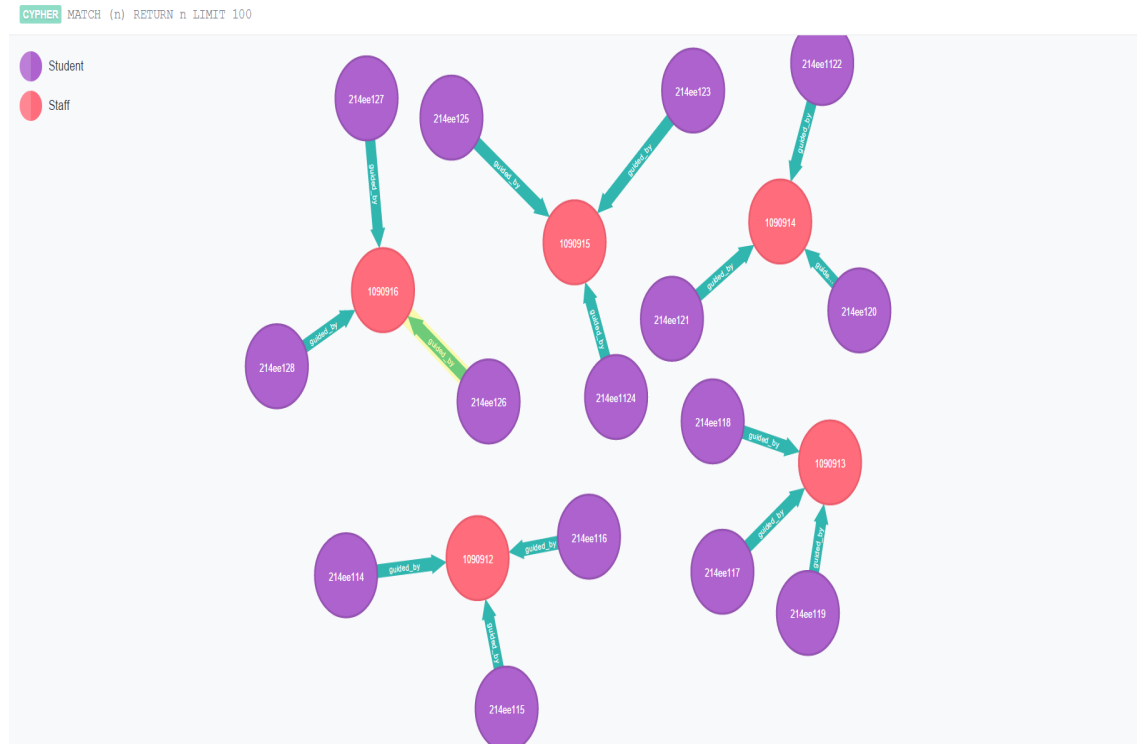 CYPHER MATCH (n) RETURN n LIMIT 100
Student
Staff
214ee127
214ee125
214ee123
214ee1122
guided_by
guided_by
guided_by
guided_by
1090916
1090915
1090914
guided_by
guided_by
guided_by
guide...
guided_by
214ee128
214ee126
214ee1124
214ee121
214ee120
214ee118
guided_by
1090913
guided_by
guided_by
214ee117
214ee119
214ee114
guided_by
1090912
guided_by
214ee116
guided_by
214ee115